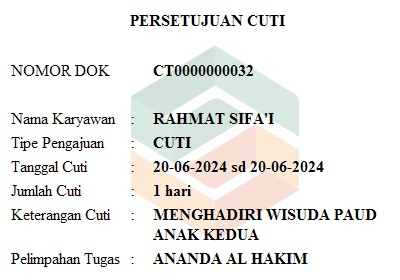 PERSETUJUAN CUTI
NOMOR DOK CT0000000032
Nama Karyawan : RAHMAT SIFA'I
Tipe Pengajuan : CUTI
Tanggal Cuti : 20-06-2024 sd 20-06-2024
Jumlah Cuti : 1 hari
Keterangan Cuti : MENGHADIRI WISUDA PAUD
ANAK KEDUA
Pelimpahan Tugas : ANANDA AL HAKIM